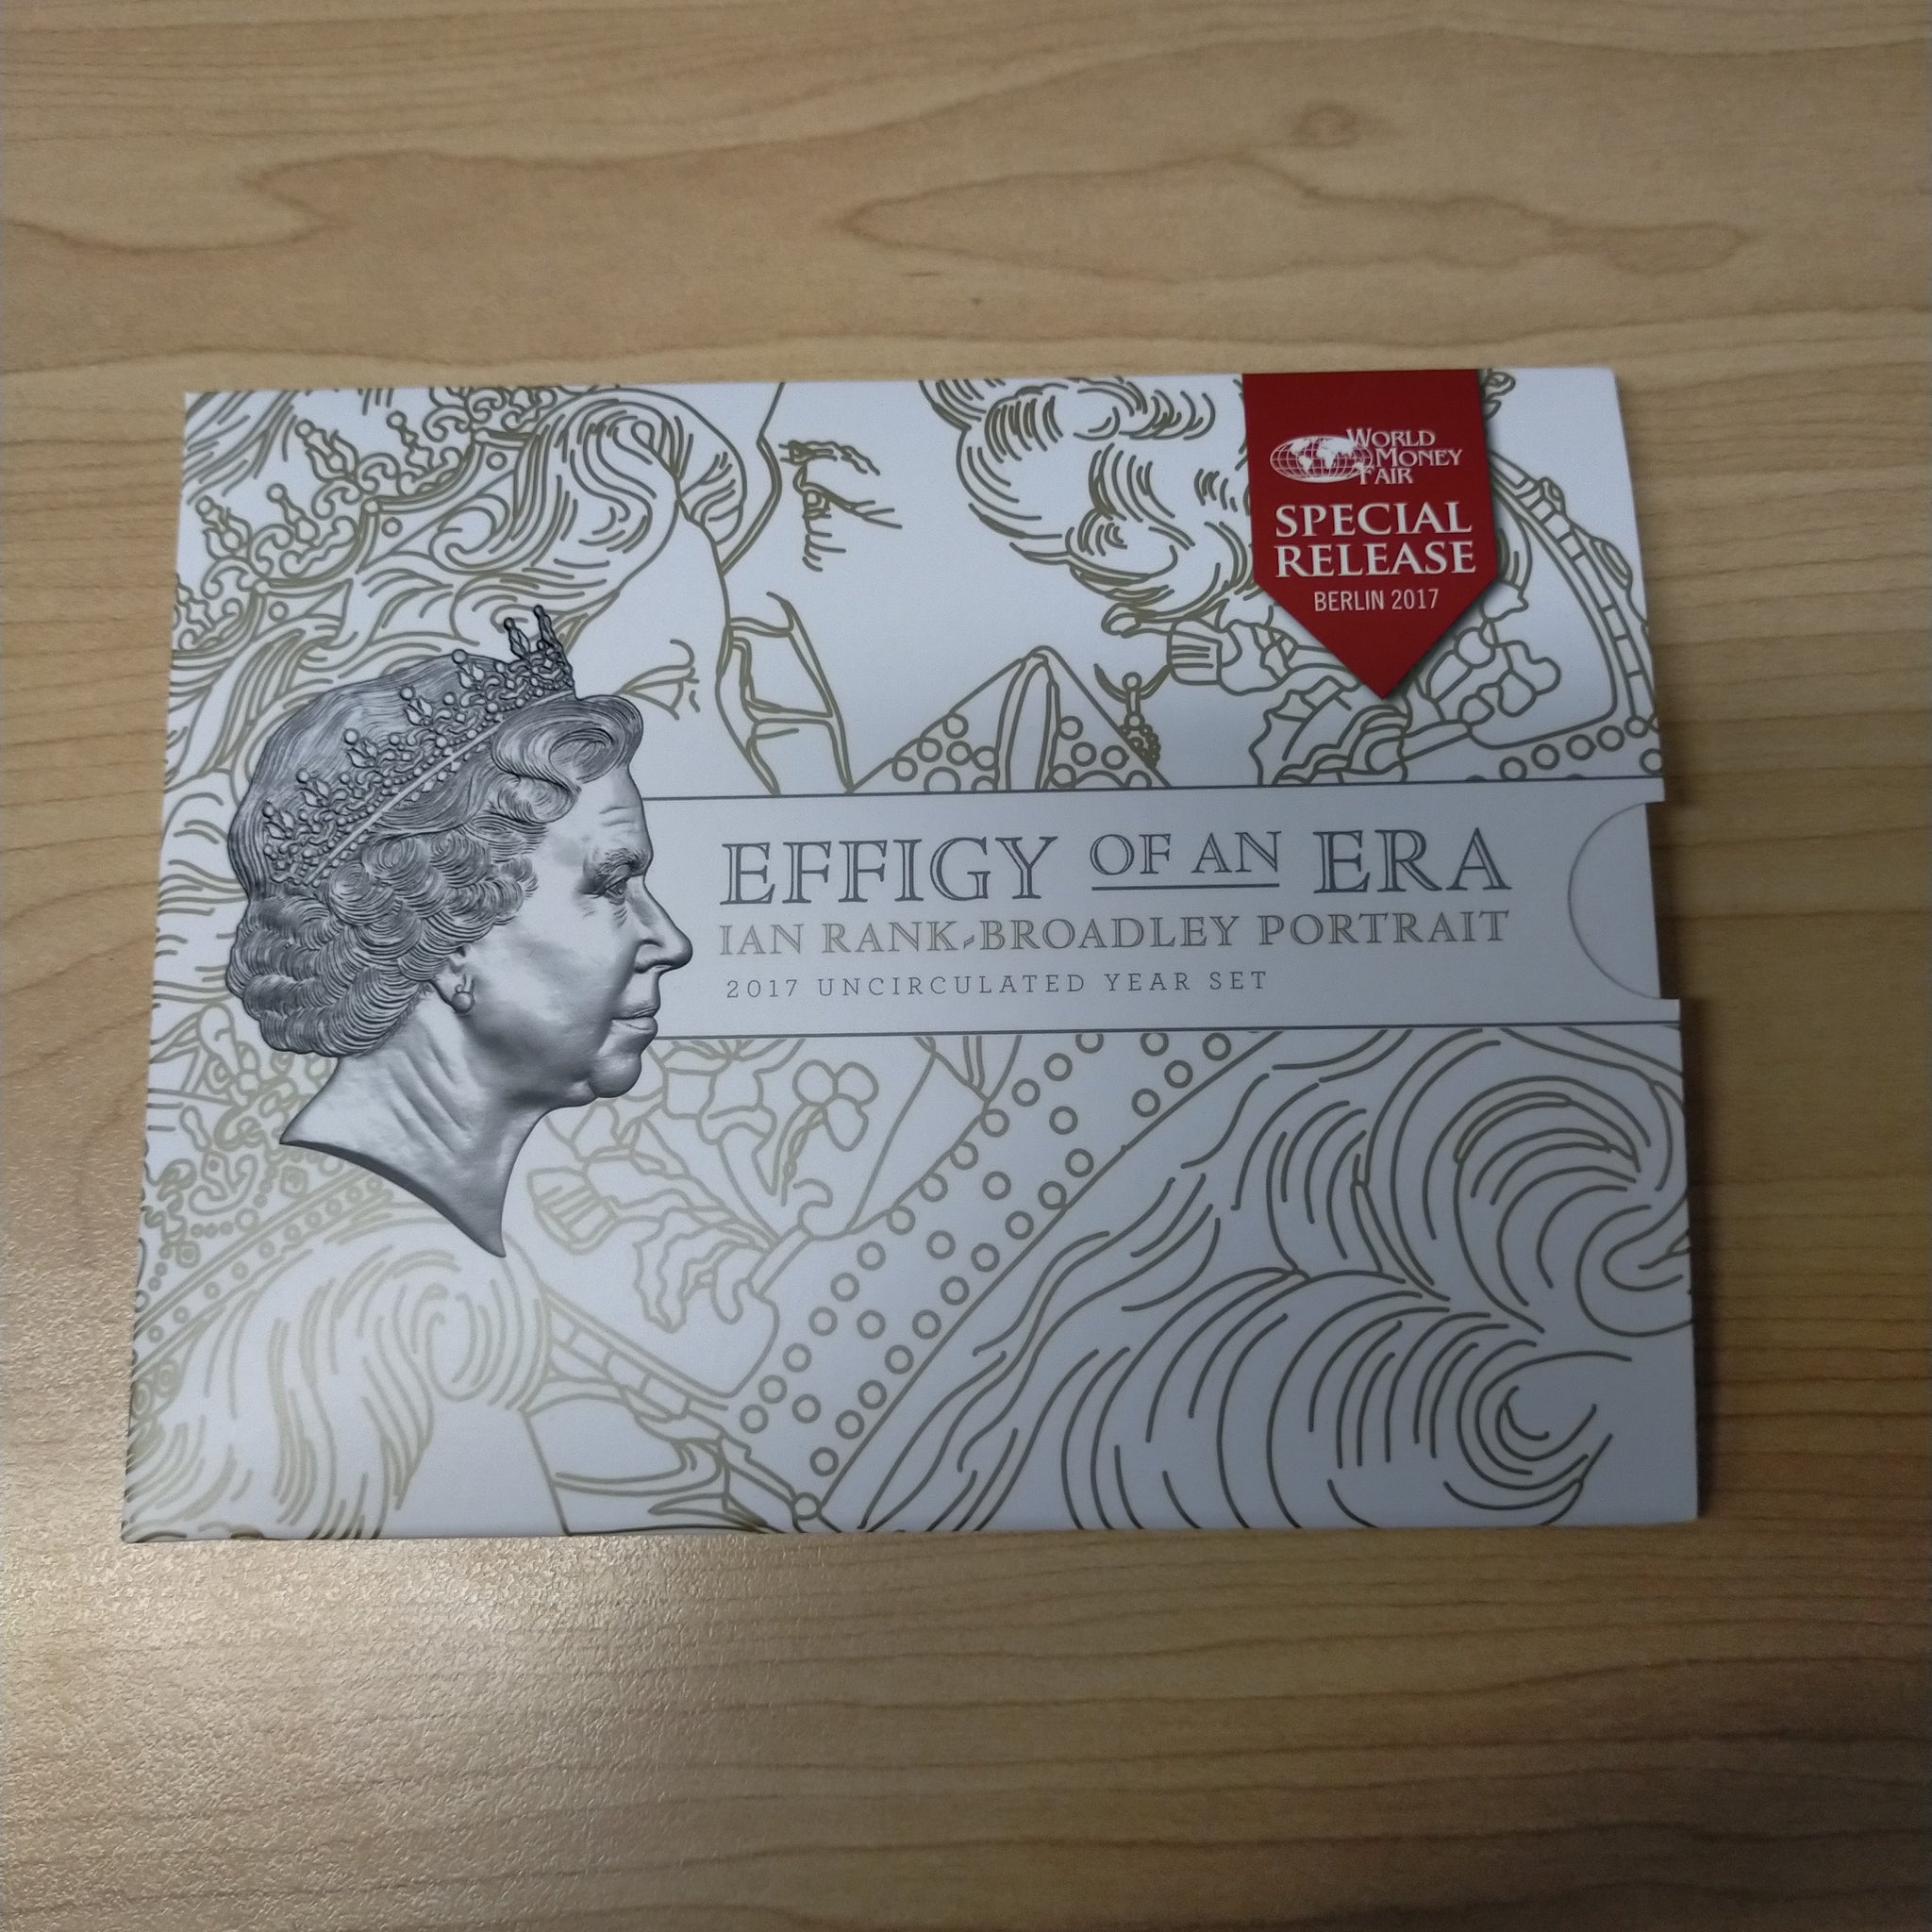 WORLD
MONEY
FAIR
SPECIAL
RELEASE
BERLIN 2017
EFFIGY OF AN ERA
IAN RANK-BROADLEY PORTRAIT
2017 UNCIRCULATED YEAR SET